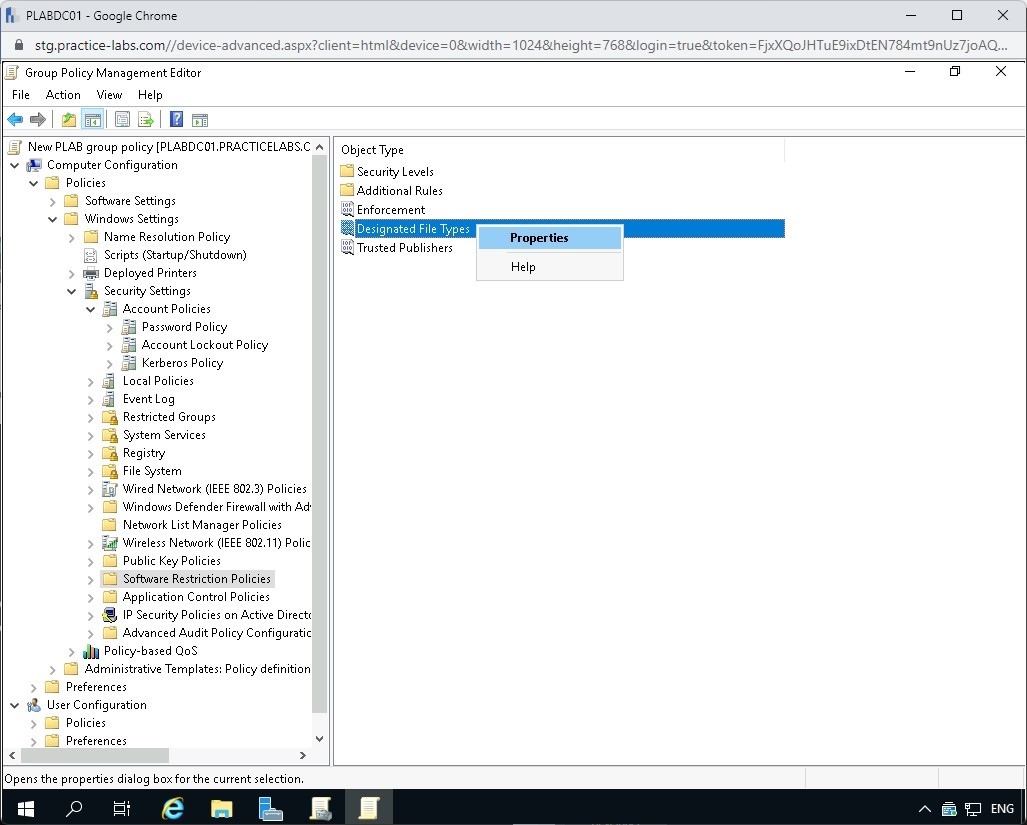 PLABDC01 - Google Chrome
stg.practice-labs.com//device-advanced.aspx?client=html&device=0&width=1024&height=768&login=true&token=FjxXQoJHTuE9ixDtEN784mt9nUz7joAQ...
Group Policy Management Editor
File Action View Help
New PLAB group policy [PLABDC01.PRACTICELABS.C
Computer Configuration
Policies
Software Settings
Windows Settings
Name Resolution Policy
Scripts (Startup/Shutdown)
Deployed Printers
Security Settings
Account Policies
Password Policy
Account Lockout Policy
Kerberos Policy
Local Policies
Event Log
Restricted Groups
System Services
Registry
File System
Wired Network (IEEE 802.3) Policies
Windows Defender Firewall with Adv
Network List Manager Policies
Wireless Network (IEEE 802.11) Polic
Public Key Policies
Software Restriction Policies
Application Control Policies
IP Security Policies on Active Directo
Advanced Audit Policy Configuratic
Policy-based QoS
Administrative Templates: Policy definition
Preferences
User Configuration
Policies
Preferences
Object Type
Security Levels
Additional Rules
Enforcement
Designated File Types
Trusted Publishers
Properties
Help
Opens the properties dialog box for the current selection.
ENG